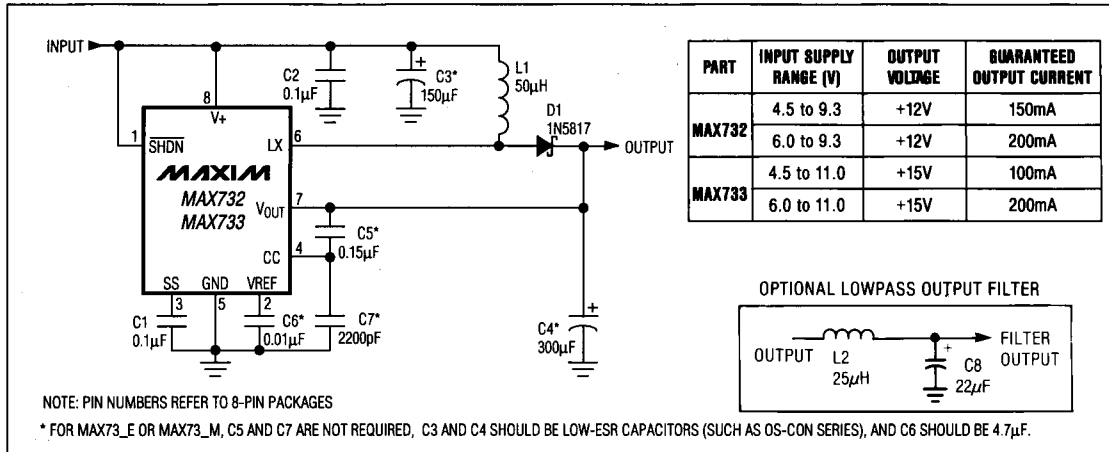 INPUT
C2
0.1µF
+
C3*
150µF
L1
50µH
D1
1N5817
OUTPUT
8
V+
1
SHDN
LX
6
MAXIM
MAX732
MAX733
VOUT
7
C5*
0.15µF
CC
4
SS
GND
VREF
3
5
2
C1
0.1µF
C6*
0.01µF
C7*
2200pF
+
C4*
300µF
PART
INPUT SUPPLY RANGE (V)
OUTPUT VOLTAGE
GUARANTEED OUTPUT CURRENT
MAX732
4.5 to 9.3 +12V 150mA
6.0 to 9.3 +12V 200mA
MAX733
4.5 to 11.0 +15V 100mA
6.0 to 11.0 +15V 200mA
OPTIONAL LOWPASS OUTPUT FILTER
OUTPUT
L2
25µH
+
C8
22µF
FILTER
OUTPUT
NOTE: PIN NUMBERS REFER TO 8-PIN PACKAGES
* FOR MAX73_E OR MAX73_M, C5 AND C7 ARE NOT REQUIRED, C3 AND C4 SHOULD BE LOW-ESR CAPACITORS (SUCH AS OS-CON SERIES), AND C6 SHOULD BE 4.7µF.